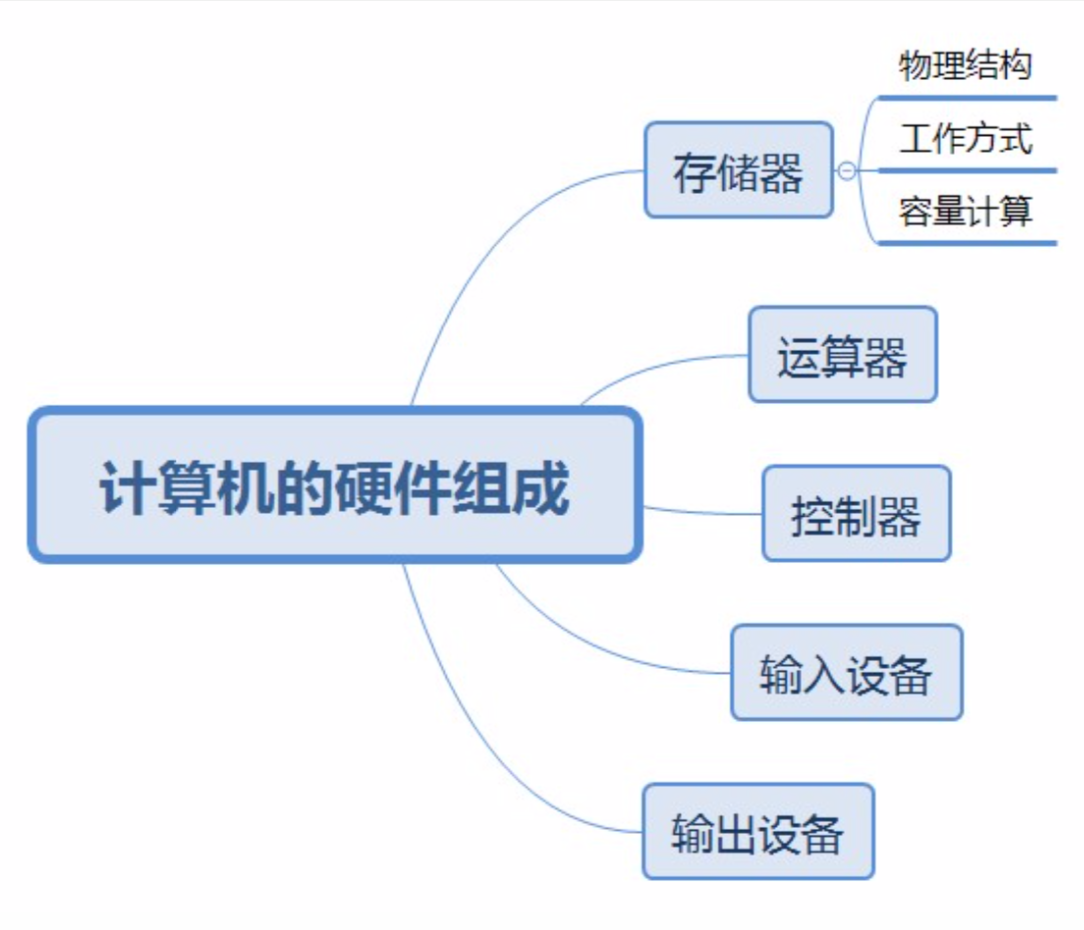 计算机的硬件组成
存储器
物理结构
工作方式
容量计算
运算器
控制器
输入设备
输出设备